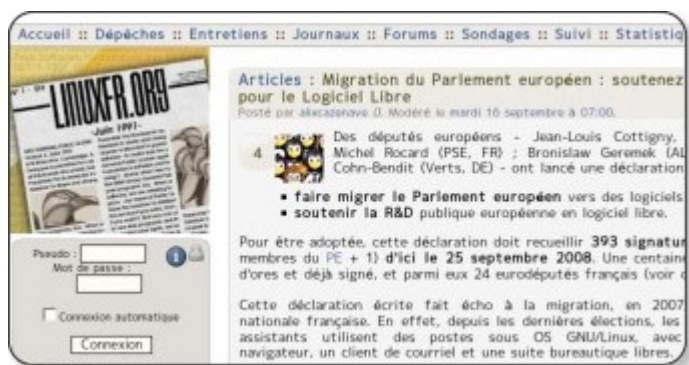 Accueil :: Dépêches :: Entretiens :: Journaux :: Forums :: Sondages :: Suivi :: Statistiq
N°1 -
LINUXFR.ORG
-Juin 1991-
Articles : Migration du Parlement européen : soutenez
pour le Logiciel Libre
Posté par alixcazenave Modéré le mardi 16 septembre à 07:00.
4
Des députés européens - Jean-Louis Cottigny,
Michel Rocard (PSE, FR) ; Bronislaw Geremek (AL
Cohn-Bendit (Verts, DE) - ont lancé une déclaration
▪ faire migrer le Parlement européen vers des logiciels
▪ soutenir la R&D publique européenne en logiciel libre.
Pour être adoptée, cette déclaration doit recueillir 393 signatur
membres du PE + 1) d'ici le 25 septembre 2008. Une centain
d'ores et déjà signé, et parmi eux 24 eurodéputés français (voir
Cette déclaration écrite fait écho à la migration, en 2007
nationale française. En effet, depuis les dernières élections, les
assistants utilisent des postes sous OS GNU/Linux, avec
navigateur, un client de courriel et une suite bureautique libres.
Pseudo :
Mot de passe :
Connexion automatique
Connexion